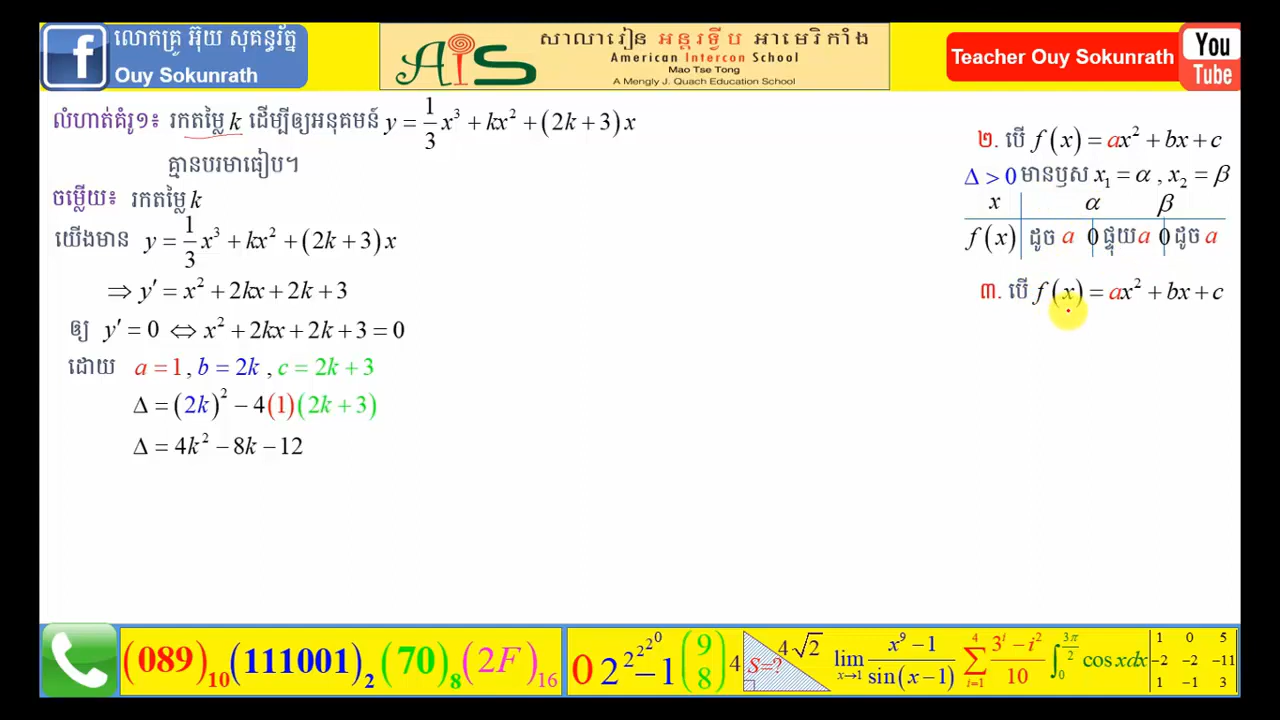 លោកគ្រូ អ៊ុយ សុគន្ធរ័ត្ន
Ouy Sokunrath
AIS
សាលារៀន អន្តរទ្វីប អាមេរិកាំង
American Intercon School
Mao Tse Tong
A Mengly J. Quach Education School
Teacher Ouy Sokunrath
You
Tube
លំហាត់គំរូ១៖ រកតម្លៃ k ដើម្បីឲ្យអនុគមន៍ y = 1/3 x³ + kx² + (2k + 3) x
គ្មានបរមាធៀប។
ចម្លើយ៖ រកតម្លៃ k
យើងមាន y = 1/3 x³ + kx² + (2k + 3) x
⇒ y′ = x² + 2kx + 2k + 3
ឲ្យ y′ = 0 ⇔ x² + 2kx + 2k + 3 = 0
ដោយ a = 1 , b = 2k , c = 2k + 3
Δ = (2k)² − 4(1)(2k + 3)
Δ = 4k² − 8k − 12
២. បើ f (x) = ax² + bx + c
Δ > 0 មានឫស x₁ = α , x₂ = β
x α β
f (x) ដូច a 0 ផ្ទុយ a 0 ដូច a
៣. បើ f (x) = ax² + bx + c
(089)₁₀ (111001)₂ (70)₈ (2F)₁₆
0 2^2^2^0 −1 (9 8) 4 S=? 4√2 lim x→1 x⁹ − 1 / sin(x − 1) ∑ i=1 4 3ⁱ − i² / 10 ∫ 0 3π/2 cos xdx
1 0 5
−2 −2 −11
1 −1 3